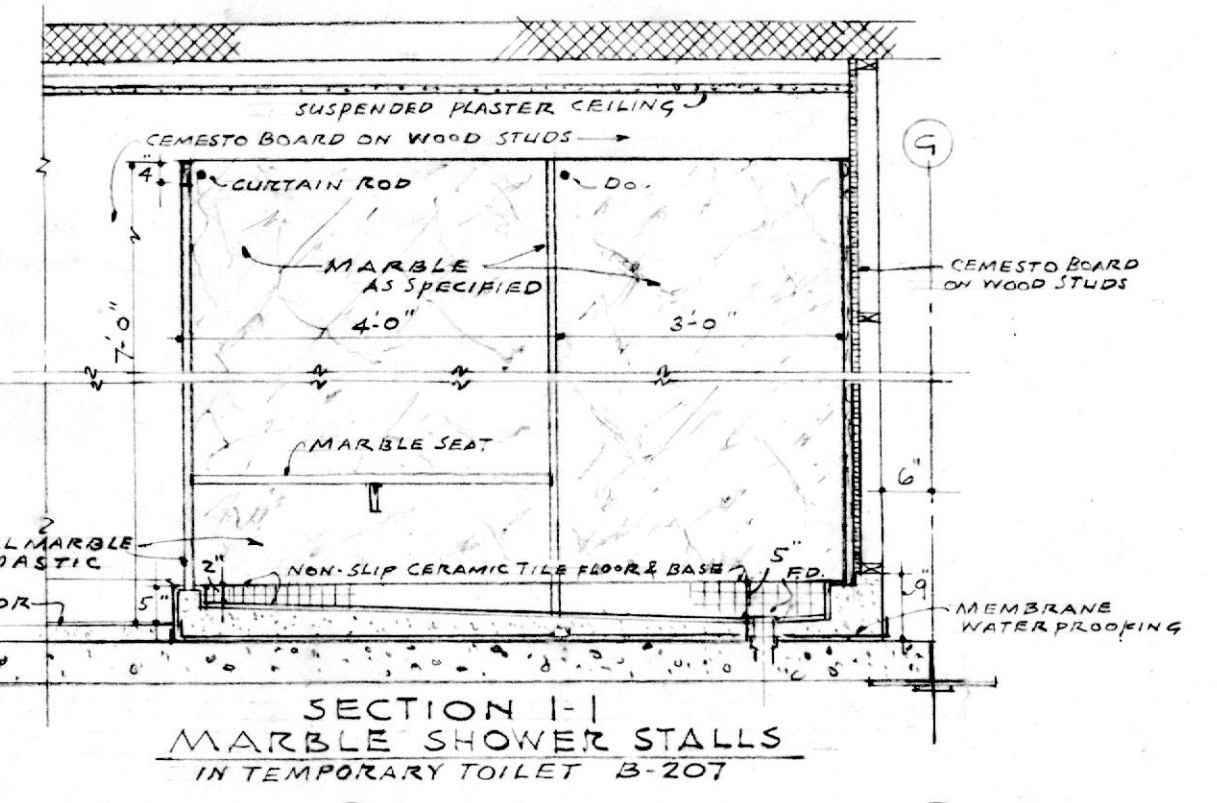 SUSPENDED PLASTER CEILING
CEMESTO BOARD ON WOOD STUDS
G
4"
CURTAIN ROD
DO.
MARBLE
AS SPECIFIED
CEMESTO BOARD
ON WOOD STUDS
4'-0"
3'-0"
7'-0"
MARBLE SEAT
6"
L MARBLE
2"
NON-SLIP CERAMIC TILE FLOOR & BASE
5"
F.D.
5"
9"
MEMBRANE
WATERPROOFING
SECTION 1-1
MARBLE SHOWER STALLS
IN TEMPORARY TOILET B-207